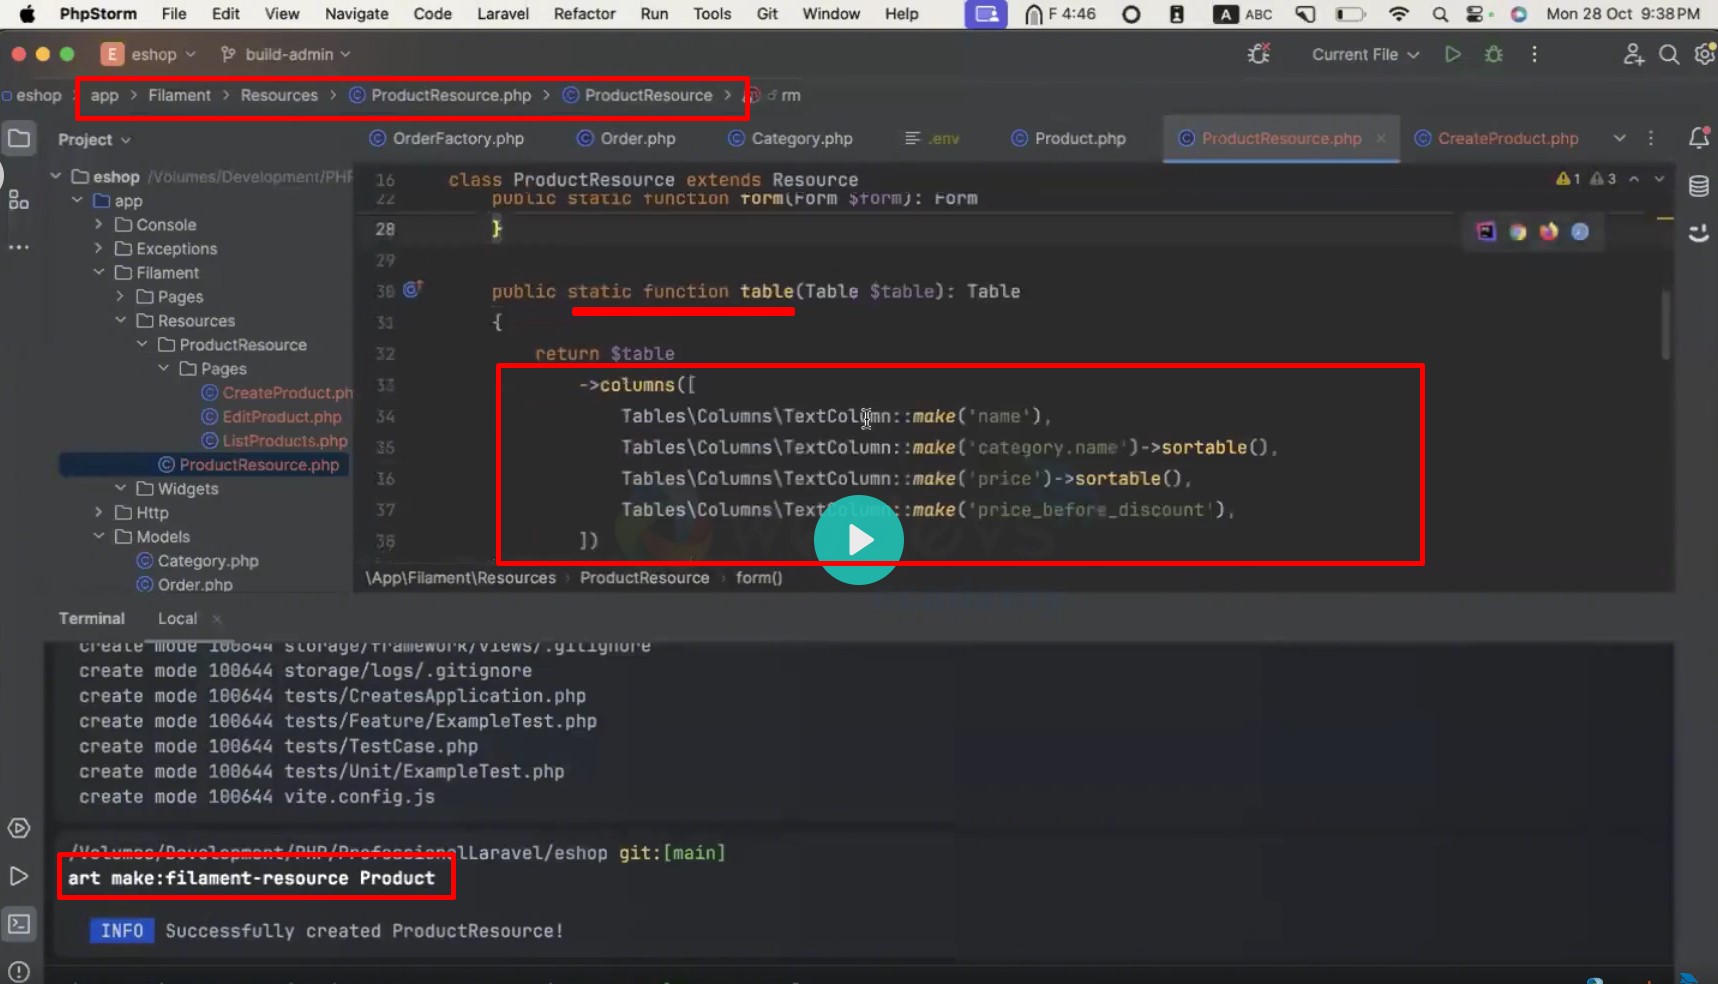 PhpStorm File Edit View Navigate Code Laravel Refactor Run Tools Git Window Help F 4:46 A ABC Mon 28 Oct 9:38 PM
E eshop build-admin Current File
eshop app Filament Resources ProductResource.php ProductResource rm
Project OrderFactory.php Order.php Category.php .env Product.php ProductResource.php CreateProduct.php
eshop /Volumes/Development/PHP
app
Console
Exceptions
Filament
Pages
Resources
ProductResource
Pages
CreateProduct.ph
EditProduct.php
ListProducts.php
ProductResource.php
Widgets
Http
Models
Category.php
Order.php
16 class ProductResource extends Resource
1 3
22 public static function form(Form $form): Form
28 }
29
30 public static function table(Table $table): Table
31 {
32 return $table
33 ->columns([
34 Tables\Columns\TextColumn::make('name'),
35 Tables\Columns\TextColumn::make('category.name')->sortable(),
36 Tables\Columns\TextColumn::make('price')->sortable(),
37 Tables\Columns\TextColumn::make('price_before_discount'),
38 ])
\App\Filament\Resources ProductResource form()
Terminal Local
create mode 100644 storage/framework/views/.gitignore
create mode 100644 storage/logs/.gitignore
create mode 100644 tests/CreatesApplication.php
create mode 100644 tests/Feature/ExampleTest.php
create mode 100644 tests/TestCase.php
create mode 100644 tests/Unit/ExampleTest.php
create mode 100644 vite.config.js
/Volumes/Development/PHP/ProfessionalLaravel/eshop git:[main]
art make:filament-resource Product
INFO Successfully created ProductResource!